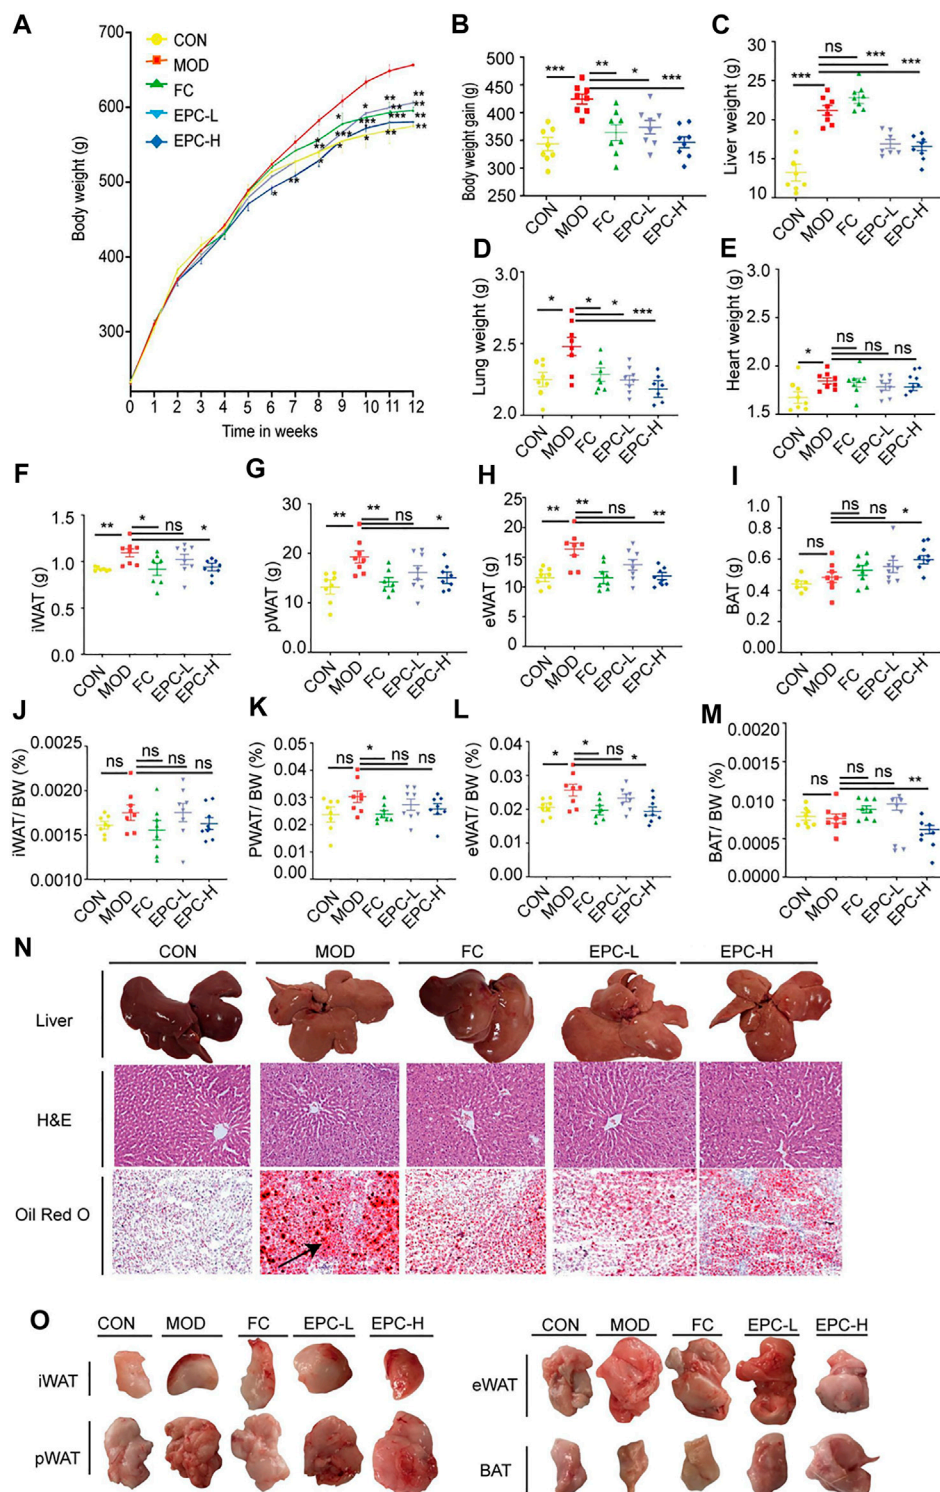 A
Body weight (g)
700
600
500
400
300
0 1 2 3 4 5 6 7 8 9 10 11 12
Time in weeks
CON
MOD
FC
EPC-L
EPC-H
* ** * ** * *** ** * *** * ** *** ** ** ** *** **
B
Body weight gain (g)
450
400
350
300
250
*** ** * ***
CON MOD FC EPC-L EPC-H
C
Liver weight (g)
30
25
20
15
10
*** ns *** ***
CON MOD FC EPC-L EPC-H
D
Lung weight (g)
3.0
2.5
2.0
* * * ***
CON MOD FC EPC-L EPC-H
E
Heart weight (g)
3.0
2.5
2.0
1.5
* ns ns ns
CON MOD FC EPC-L EPC-H
F
iWAT (g)
1.5
1.0
0.5
0.0
** * ns *
CON MOD FC EPC-L EPC-H
G
pWAT (g)
30
20
10
0.0
** ** ns *
CON MOD FC EPC-L EPC-H
H
eWAT (g)
25
20
15
10
5
0
** ** ns **
CON MOD FC EPC-L EPC-H
I
BAT (g)
1.0
0.8
0.6
0.4
0.2
0.00
ns ns ns *
CON MOD FC EPC-L EPC-H
J
iWAT/ BW (%)
0.0025
0.0020
0.0015
0.0010
ns ns ns ns
CON MOD FC EPC-L EPC-H
K
PWAT/ BW (%)
0.05
0.04
0.03
0.02
0.01
0.00
ns * ns ns
CON MOD FC EPC-L EPC-H
L
eWAT/ BW (%)
0.04
0.03
0.02
0.01
0.00
* * ns *
CON MOD FC EPC-L EPC-H
M
BAT/ BW (%)
0.0020
0.0015
0.0010
0.0005
0.0000
ns ns ns **
CON MOD FC EPC-L EPC-H
N
CON MOD FC EPC-L EPC-H
Liver
H&E
Oil Red O
O
CON MOD FC EPC-L EPC-H
iWAT
pWAT
CON MOD FC EPC-L EPC-H
eWAT
BAT